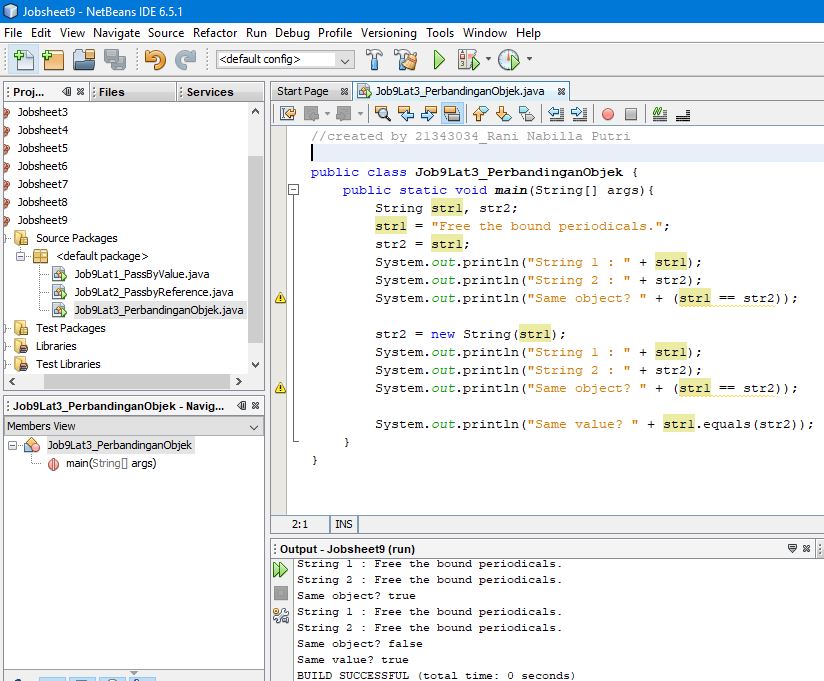 Jobsheet9 - NetBeans IDE 6.5.1
File Edit View Navigate Source Refactor Run Debug Profile Versioning Tools Window Help
<default config>
Proj... Files Services
Jobsheet3
Jobsheet4
Jobsheet5
Jobsheet6
Jobsheet7
Jobsheet8
Jobsheet9
Source Packages
<default package>
Job9Lat1_PassByValue.java
Job9Lat2_PassbyReference.java
Job9Lat3_PerbandinganObjek.java
Test Packages
Libraries
Test Libraries
Job9Lat3_PerbandinganObjek - Navig...
Members View
Job9Lat3_PerbandinganObjek
main(String[] args)
Start Page Job9Lat3_PerbandinganObjek.java
//created by 21343034_Rani Nabilla Putri
public class Job9Lat3_PerbandinganObjek {
public static void main(String[] args){
String str1, str2;
str1 = "Free the bound periodicals.";
str2 = str1;
System.out.println("String 1 : " + str1);
System.out.println("String 2 : " + str2);
System.out.println("Same object? " + (str1 == str2));
str2 = new String(str1);
System.out.println("String 1 : " + str1);
System.out.println("String 2 : " + str2);
System.out.println("Same object? " + (str1 == str2));
System.out.println("Same value? " + str1.equals(str2));
}
}
2:1 INS
Output - Jobsheet9 (run)
String 1 : Free the bound periodicals.
String 2 : Free the bound periodicals.
Same object? true
String 1 : Free the bound periodicals.
String 2 : Free the bound periodicals.
Same object? false
Same value? true
BUILD SUCCESSFUL (total time: 0 seconds)